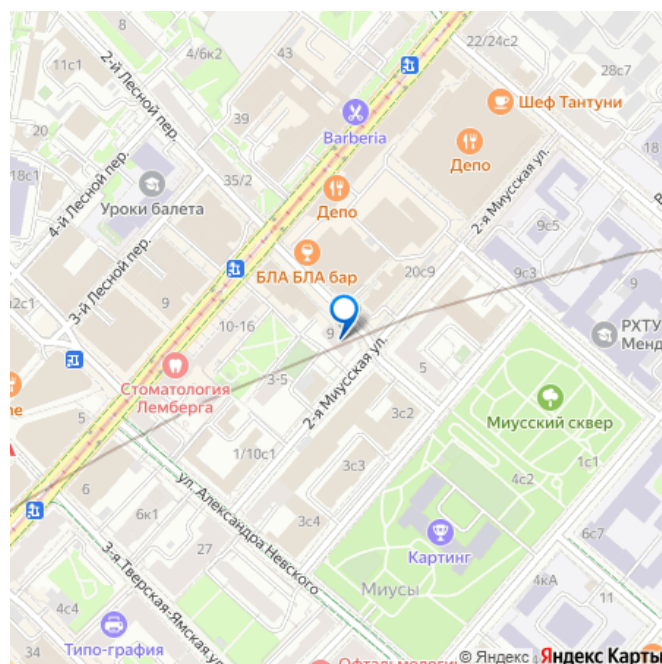 8
4/6к2
43
22/24с2
11с1
28с7
2-й Лесной пер.
Шеф Тантуни
39
Barberia
20
Депо
18с1
4-й Лесной пер.
35/2
2-я Миусская ул.
Уроки балета
Депо
9с5
3-й Лесной пер.
БЛА БЛА бар
20с9
9с3
9
2с1
10-16
9
РХТУ
Менд
Стоматология
Лемберга
3-5
5
2-я Миусская ул.
ne
5
3с2
Миусский сквер
1/10с1
1с1
3с3
4с2
6
ул. Александра Невского
6к1
3с4
6с7
27
Картинг
3-я Тверская-Ямская ул.
4кА
Миусы
11
4с4
Типо-графия
34
© Яндекс
Яндекс Карты